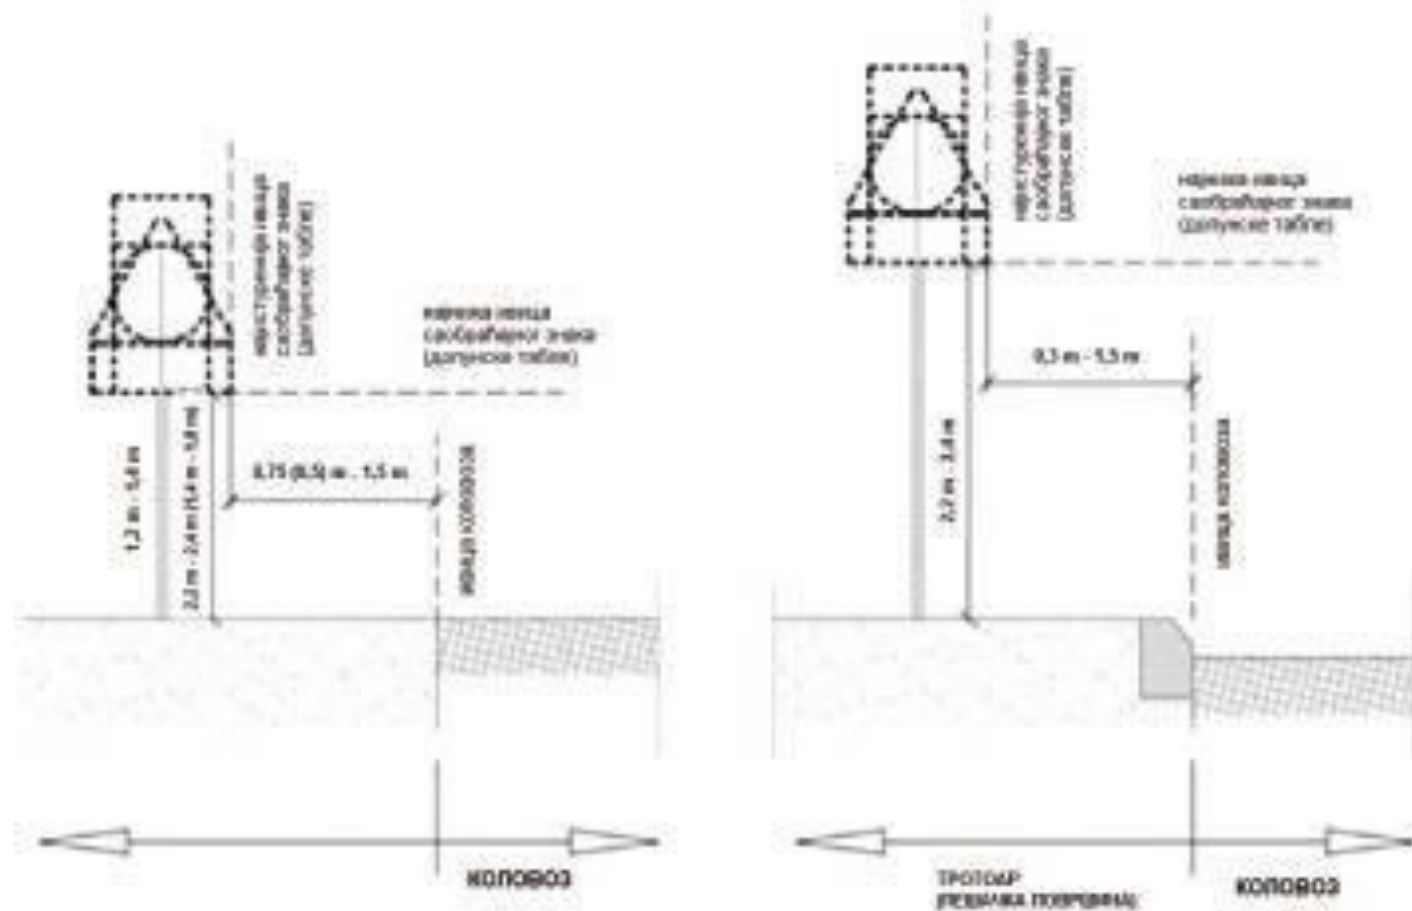 најистуренија ивица
саобраћајног знака
(допунске табле)
најнижа ивица
саобраћајног знака
(допунске табле)
1,2 m - 1,4 m
2,2 m - 2,4 m (1,4 m - 1,8 m)
0,75 (0,5) m - 1,5 m
ивица коловоза
КОЛОВОЗ
најистуренија ивица
саобраћајног знака
(допунске табле)
најнижа ивица
саобраћајног знака
(допунске табле)
0,3 m - 1,5 m
2,2 m - 2,4 m
ивица коловоза
ТРОТОАР
(ПЕШАЧКА ПОВРШИНА)
КОЛОВОЗ